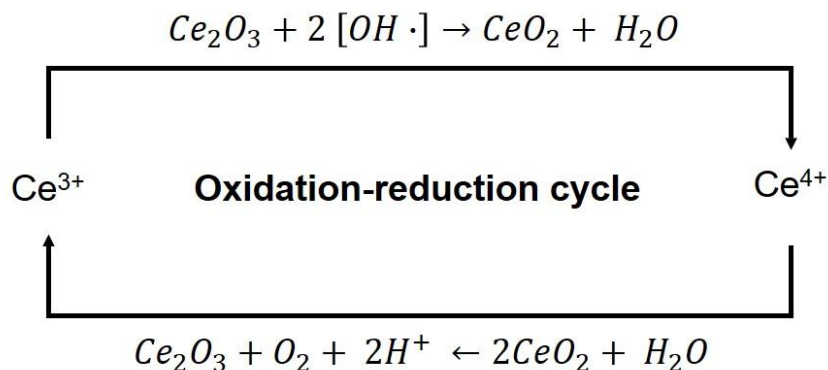 Ce₂O₃ + 2 [OH ·] → CeO₂ + H₂O
Ce³⁺ Oxidation-reduction cycle Ce⁴⁺
Ce₂O₃ + O₂ + 2H⁺ ← 2CeO₂ + H₂O